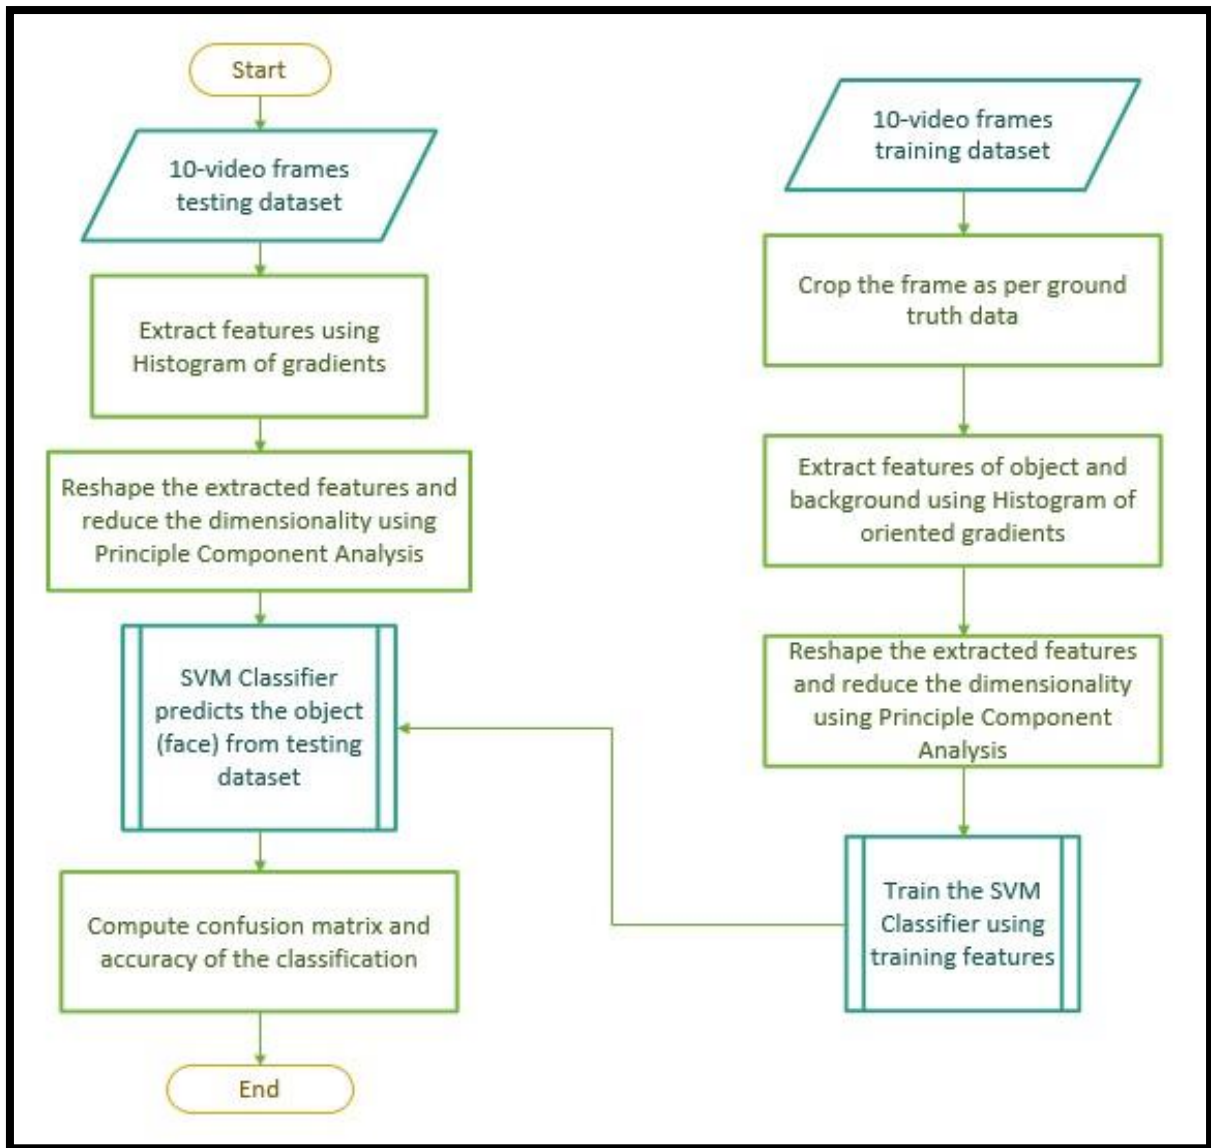 Start
10-video frames
testing dataset
Extract features using
Histogram of gradients
Reshape the extracted features and
reduce the dimensionality using
Principle Component Analysis
SVM Classifier
predicts the object
(face) from testing
dataset
Compute confusion matrix and
accuracy of the classification
End
10-video frames
training dataset
Crop the frame as per ground
truth data
Extract features of object and
background using Histogram of
oriented gradients
Reshape the extracted features
and reduce the dimensionality
using Principle Component
Analysis
Train the SVM
Classifier using
training features